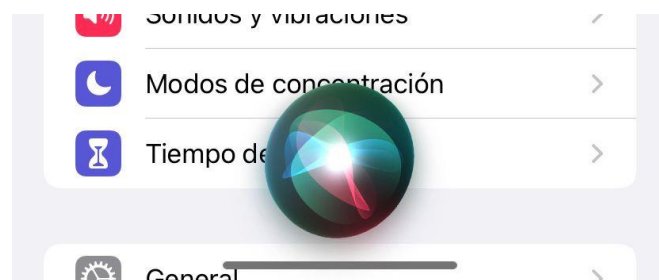 Sonidos y vibraciones
Modos de concentración
Tiempo de
General